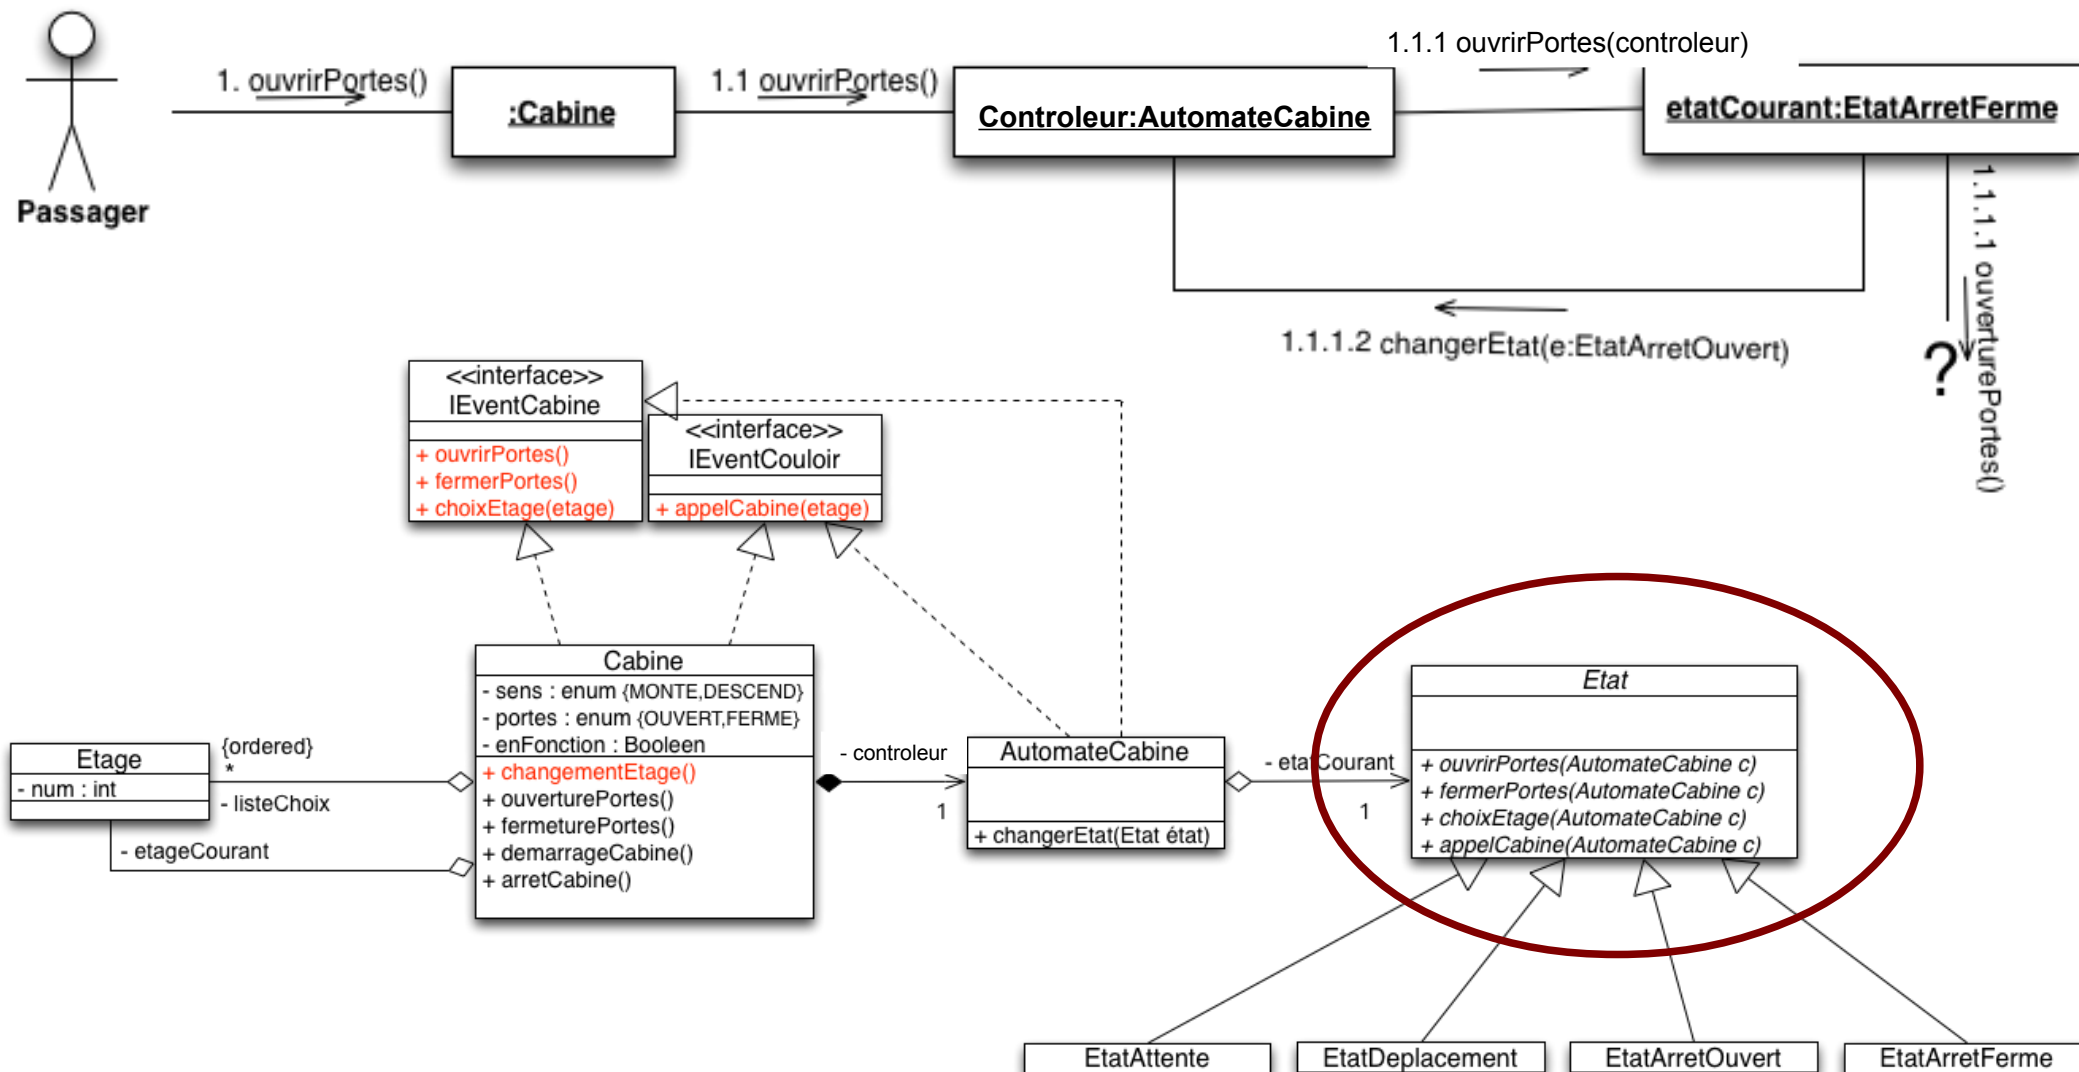 1.1.1 ouvrirPortes(controleur)
1. ouvrirPortes()
1.1 ouvrirPortes()
:Cabine
Controleur:AutomateCabine
etatCourant:EtatArretFerme
Passager
1.1.1.1 ouverturePortes()
1.1.1.2 changerEtat(e:EtatArretOuvert)
?
<<interface>>
IEventCabine
+ ouvrirPortes()
+ fermerPortes()
+ choixEtage(etage)
<<interface>>
IEventCouloir
+ appelCabine(etage)
Cabine
- sens : enum {MONTE,DESCEND}
- portes : enum {OUVERT,FERME}
- enFonction : Booleen
+ changementEtage()
+ ouverturePortes()
+ fermeturePortes()
+ demarrageCabine()
+ arretCabine()
Etage
- num : int
{ordered}
*
- listeChoix
- etageCourant
- controleur
1
AutomateCabine
+ changerEtat(Etat état)
- etatCourant
1
Etat
+ ouvrirPortes(AutomateCabine c)
+ fermerPortes(AutomateCabine c)
+ choixEtage(AutomateCabine c)
+ appelCabine(AutomateCabine c)
EtatAttente
EtatDeplacement
EtatArretOuvert
EtatArretFerme